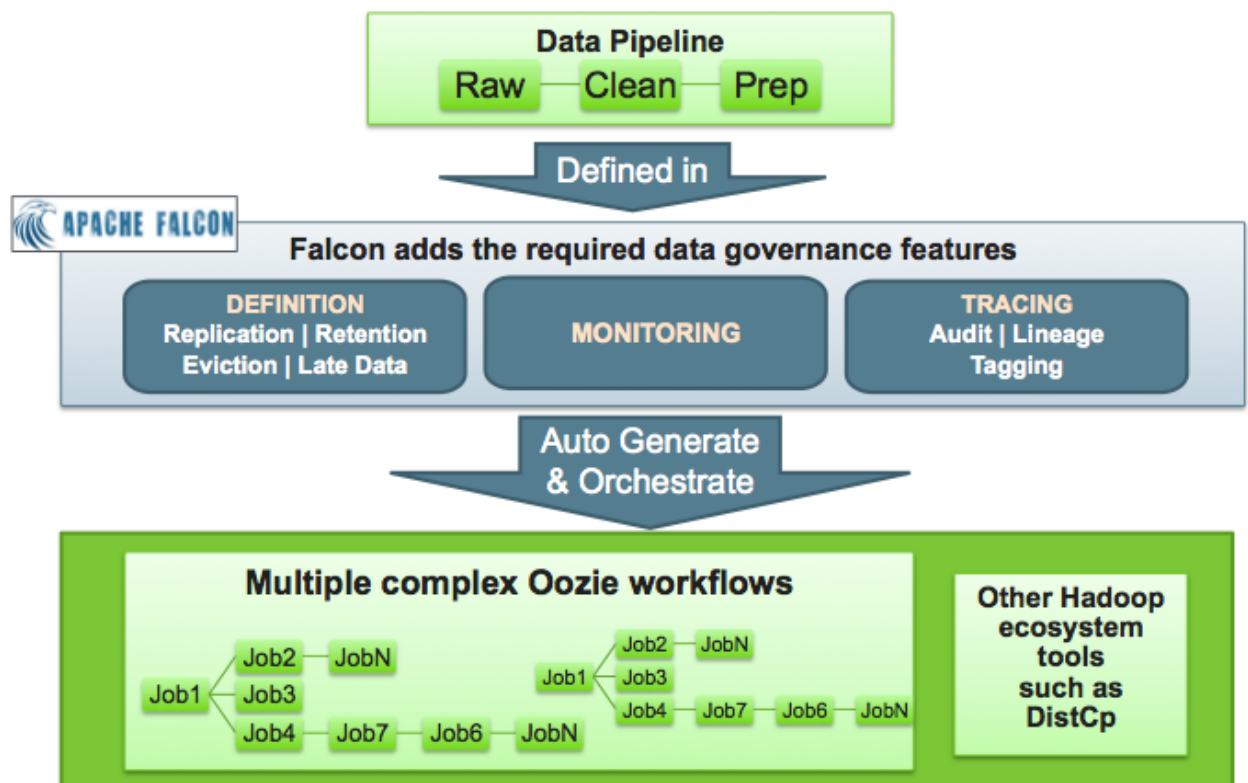 Data Pipeline
Raw Clean Prep
Defined in
APACHE FALCON
Falcon adds the required data governance features
DEFINITION
Replication | Retention
Eviction | Late Data
MONITORING
TRACING
Audit | Lineage
Tagging
Auto Generate
& Orchestrate
Multiple complex Oozie workflows
Job1
Job2 JobN
Job3
Job4 Job7 Job6 JobN
Job1
Job2 JobN
Job3
Job4 Job7 Job6 JobN
Other Hadoop
ecosystem
tools
such as
DistCp